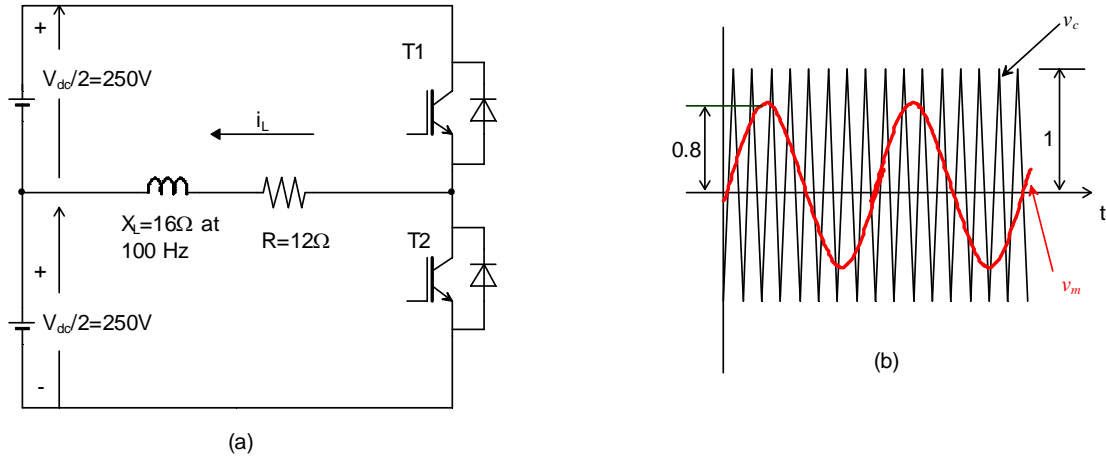 +
V_dc/2=250V
T1
i_L
X_L=16Ω at
100 Hz
R=12Ω
T2
+
V_dc/2=250V
-
(a)
v_c
0.8
1
t
v_m
(b)